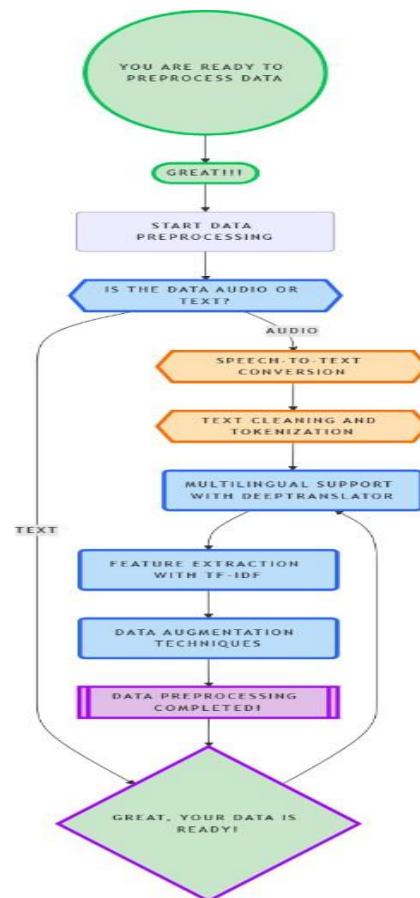 YOU ARE READY TO
PREPROCESS DATA
GREAT!!!
START DATA
PREPROCESSING
IS THE DATA AUDIO OR
TEXT?
AUDIO
SPEECH-TO-TEXT
CONVERSION
TEXT CLEANING AND
TOKENIZATION
MULTILINGUAL SUPPORT
WITH DEEPTRANSLATOR
TEXT
FEATURE EXTRACTION
WITH TF-IDF
DATA AUGMENTATION
TECHNIQUES
DATA PREPROCESSING
COMPLETED!
GREAT, YOUR DATA IS
READY!